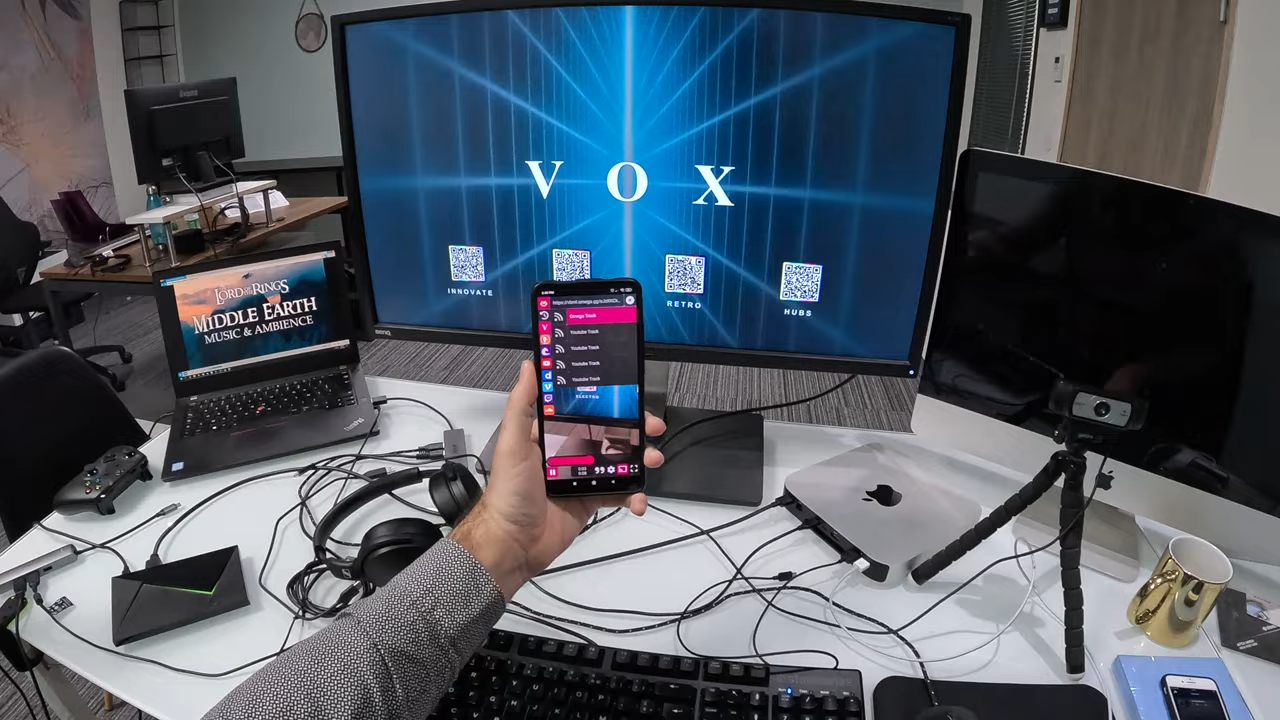 V O X
INNOVATE
RETRO
HUBS
BenQ
THE LORD OF THE RINGS
MIDDLE EARTH
MUSIC & AMBIENCE
ThinkPad
Omega Track
Youtube Track
Youtube Track
Youtube Track
Youtube Track
ELECTRO